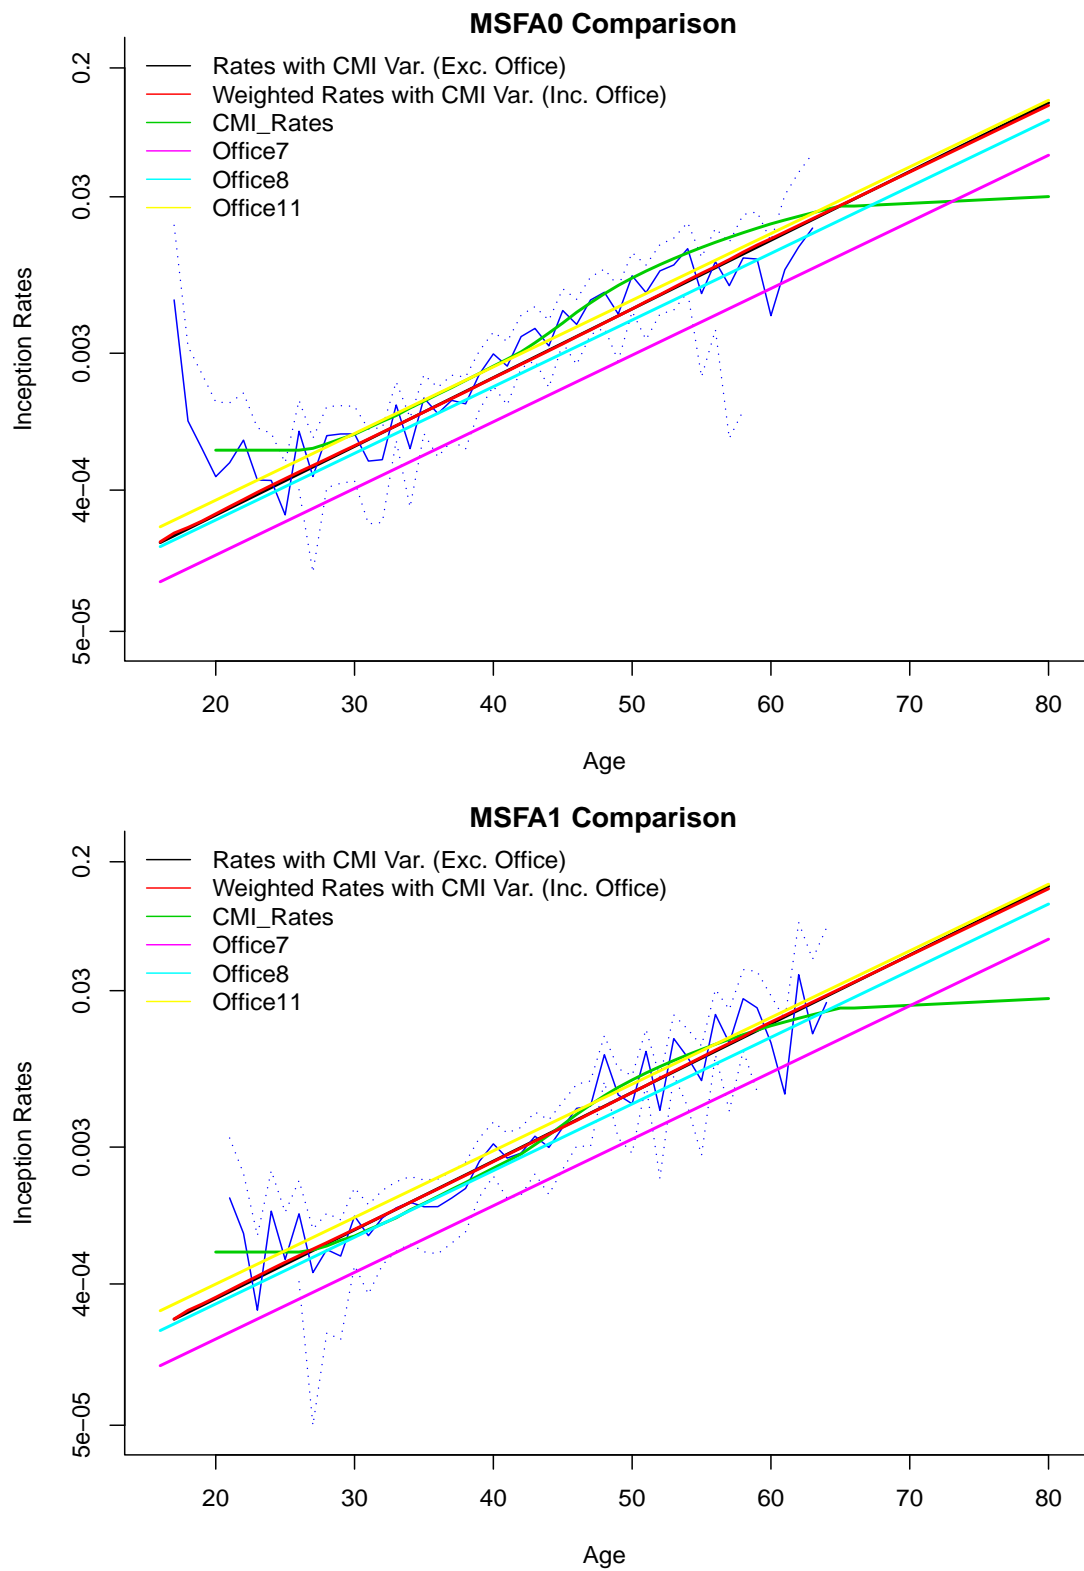 MSFA0 Comparison
Rates with CMI Var. (Exc. Office)
Weighted Rates with CMI Var. (Inc. Office)
CMI_Rates
Office7
Office8
Office11
Inception Rates
0.2
0.03
0.003
4e−04
5e−05
20 30 40 50 60 70 80
Age
MSFA1 Comparison
Rates with CMI Var. (Exc. Office)
Weighted Rates with CMI Var. (Inc. Office)
CMI_Rates
Office7
Office8
Office11
Inception Rates
0.2
0.03
0.003
4e−04
5e−05
20 30 40 50 60 70 80
Age